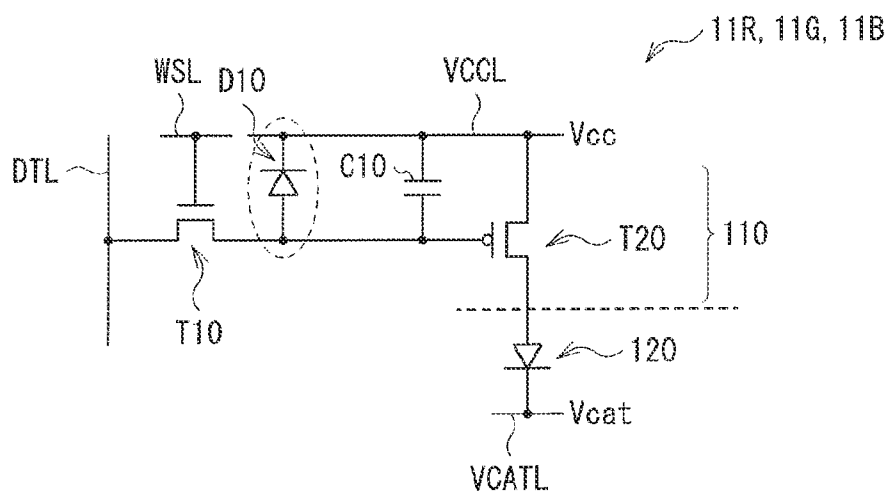 11R, 11G, 11B
WSL
D10
VCCL
Vcc
DTL
C10
T20
110
T10
120
Vcat
VCATL